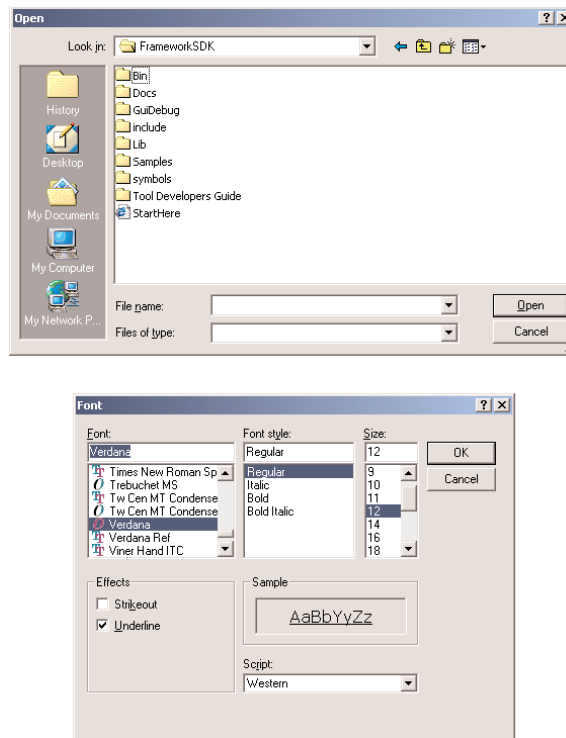 Open
Look in: FrameworkSDK
History
Desktop
My Documents
My Computer
My Network P...
Bin
Docs
GuiDebug
include
Lib
Samples
symbols
Tool Developers Guide
StartHere
File name:
Open
Files of type:
Cancel
Font
Font:
Verdana
Times New Roman Sp
Trebuchet MS
Tw Cen MT Condense
Tw Cen MT Condense
Verdana
Verdana Ref
Viner Hand ITC
Font style:
Regular
Regular
Italic
Bold
Bold Italic
Size:
12
9
10
11
12
14
16
18
OK
Cancel
Effects
Strikeout
Underline
Sample
AaBbYyZz
Script:
Western